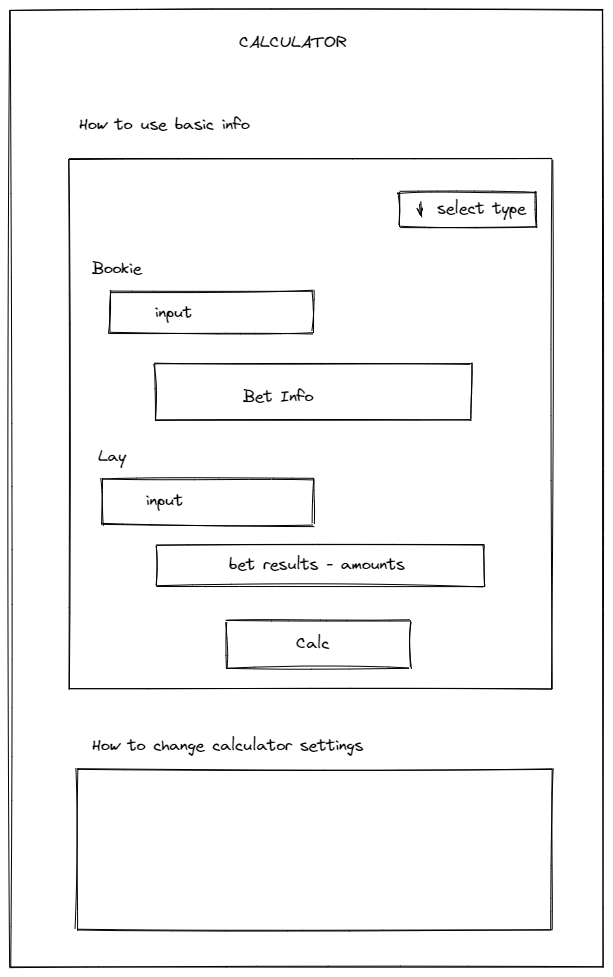 CALCULATOR
How to use basic info
select type
Bookie
input
Bet Info
Lay
input
bet results - amounts
Calc
How to change calculator settings